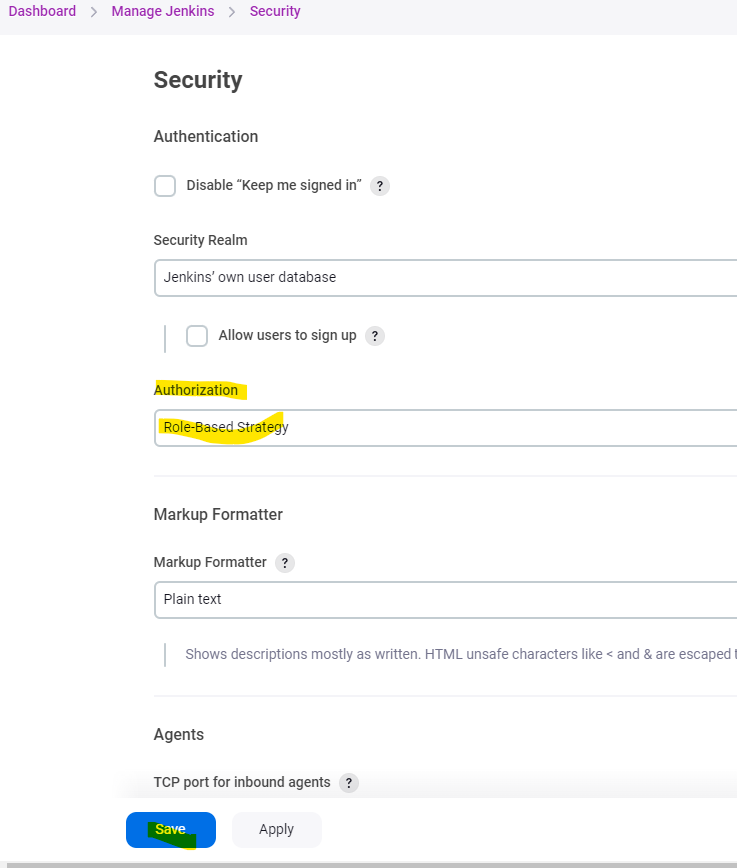 Dashboard > Manage Jenkins > Security
Security
Authentication
Disable “Keep me signed in” ?
Security Realm
Jenkins’ own user database
Allow users to sign up ?
Authorization
Role-Based Strategy
Markup Formatter
Markup Formatter ?
Plain text
Shows descriptions mostly as written. HTML unsafe characters like < and & are escaped t
Agents
TCP port for inbound agents ?
Save Apply